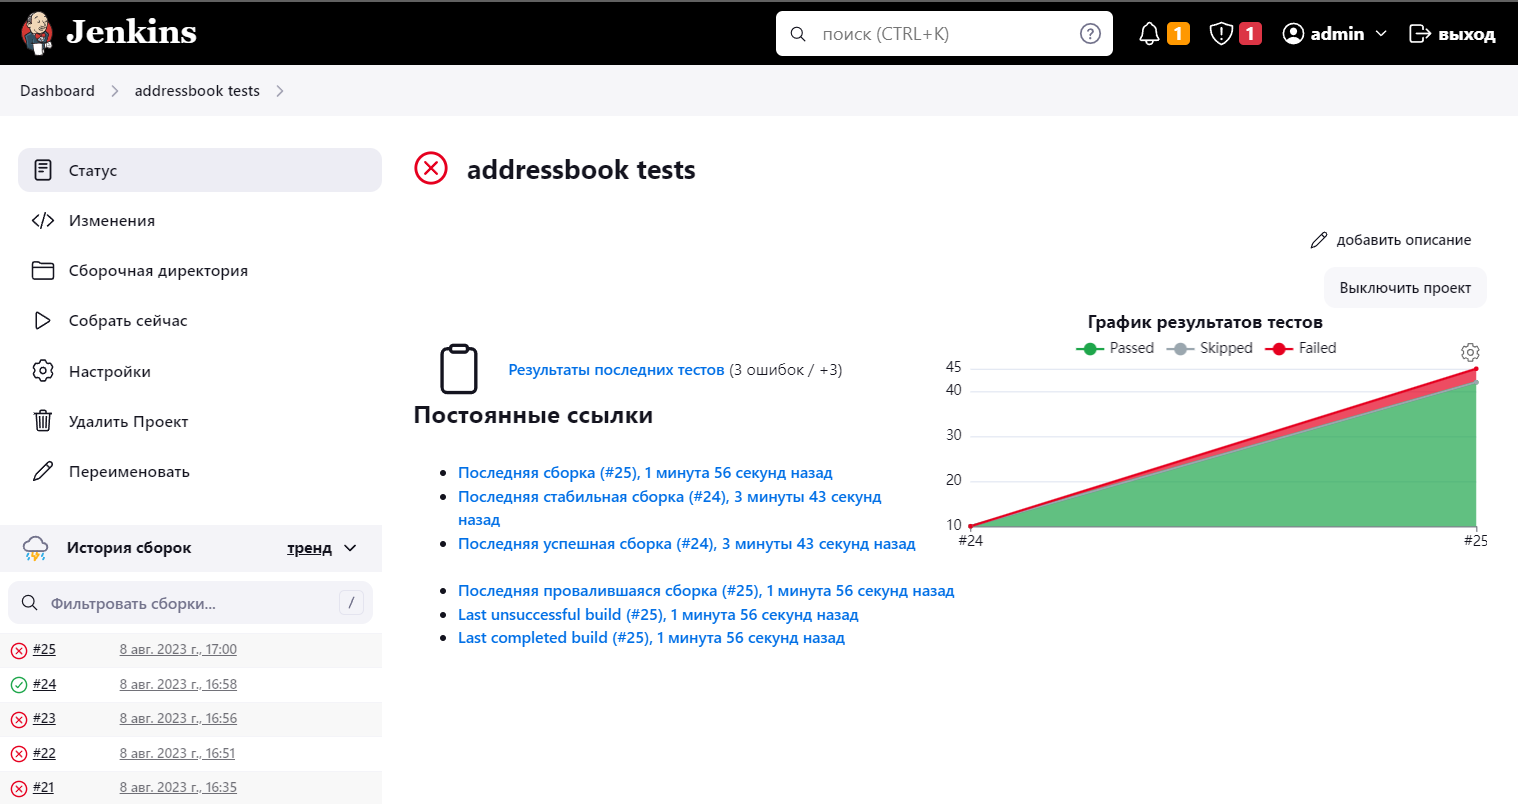 Jenkins
поиск (CTRL+K)
?
1
1
admin
выход
Dashboard
addressbook tests
Статус
Изменения
Сборочная директория
Собрать сейчас
Настройки
Удалить Проект
Переименовать
История сборок
тренд
Фильтровать сборки...
/
#25
8 авг. 2023 г., 17:00
#24
8 авг. 2023 г., 16:58
#23
8 авг. 2023 г., 16:56
#22
8 авг. 2023 г., 16:51
#21
8 авг. 2023 г., 16:35
addressbook tests
добавить описание
Выключить проект
Результаты последних тестов (3 ошибок / +3)
Постоянные ссылки
Последняя сборка (#25), 1 минута 56 секунд назад
Последняя стабильная сборка (#24), 3 минуты 43 секунд
назад
Последняя успешная сборка (#24), 3 минуты 43 секунд назад
Последняя провалившаяся сборка (#25), 1 минута 56 секунд назад
Last unsuccessful build (#25), 1 минута 56 секунд назад
Last completed build (#25), 1 минута 56 секунд назад
График результатов тестов
Passed
Skipped
Failed
45
40
30
20
10
#24
#25